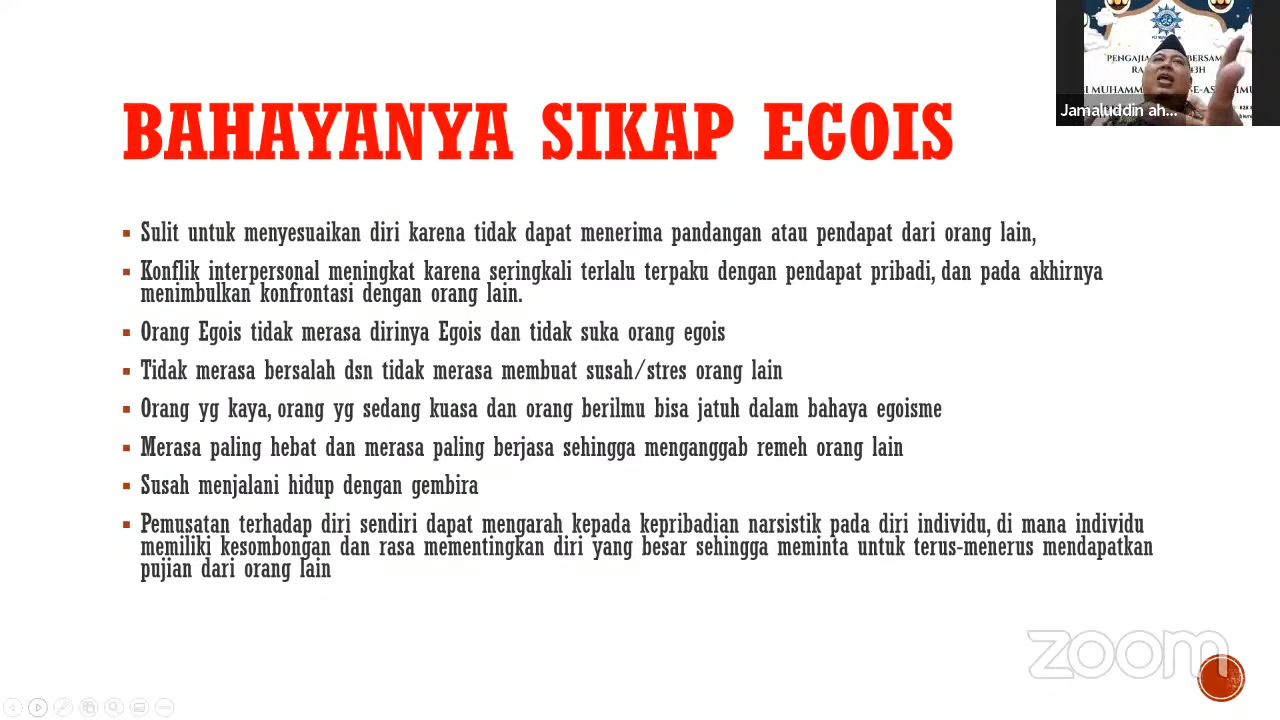 BAHAYANYA SIKAP EGOIS
Sulit untuk menyesuaikan diri karena tidak dapat menerima pandangan atau pendapat dari orang lain,
Konflik interpersonal meningkat karena seringkali terlalu terpaku dengan pendapat pribadi, dan pada akhirnya
menimbulkan konfrontasi dengan orang lain.
Orang Egois tidak merasa dirinya Egois dan tidak suka orang egois
Tidak merasa bersalah dsn tidak merasa membuat susah/stres orang lain
Orang yg kaya, orang yg sedang kuasa dan orang berilmu bisa jatuh dalam bahaya egoisme
Merasa paling hebat dan merasa paling berjasa sehingga menganggab remeh orang lain
Susah menjalani hidup dengan gembira
Pemusatan terhadap diri sendiri dapat mengarah kepada kepribadian narsistik pada diri individu, di mana individu
memiliki kesombongan dan rasa mementingkan diri yang besar sehingga meminta untuk terus-menerus mendapatkan
pujian dari orang lain
Jamaluddin ah...
zoom